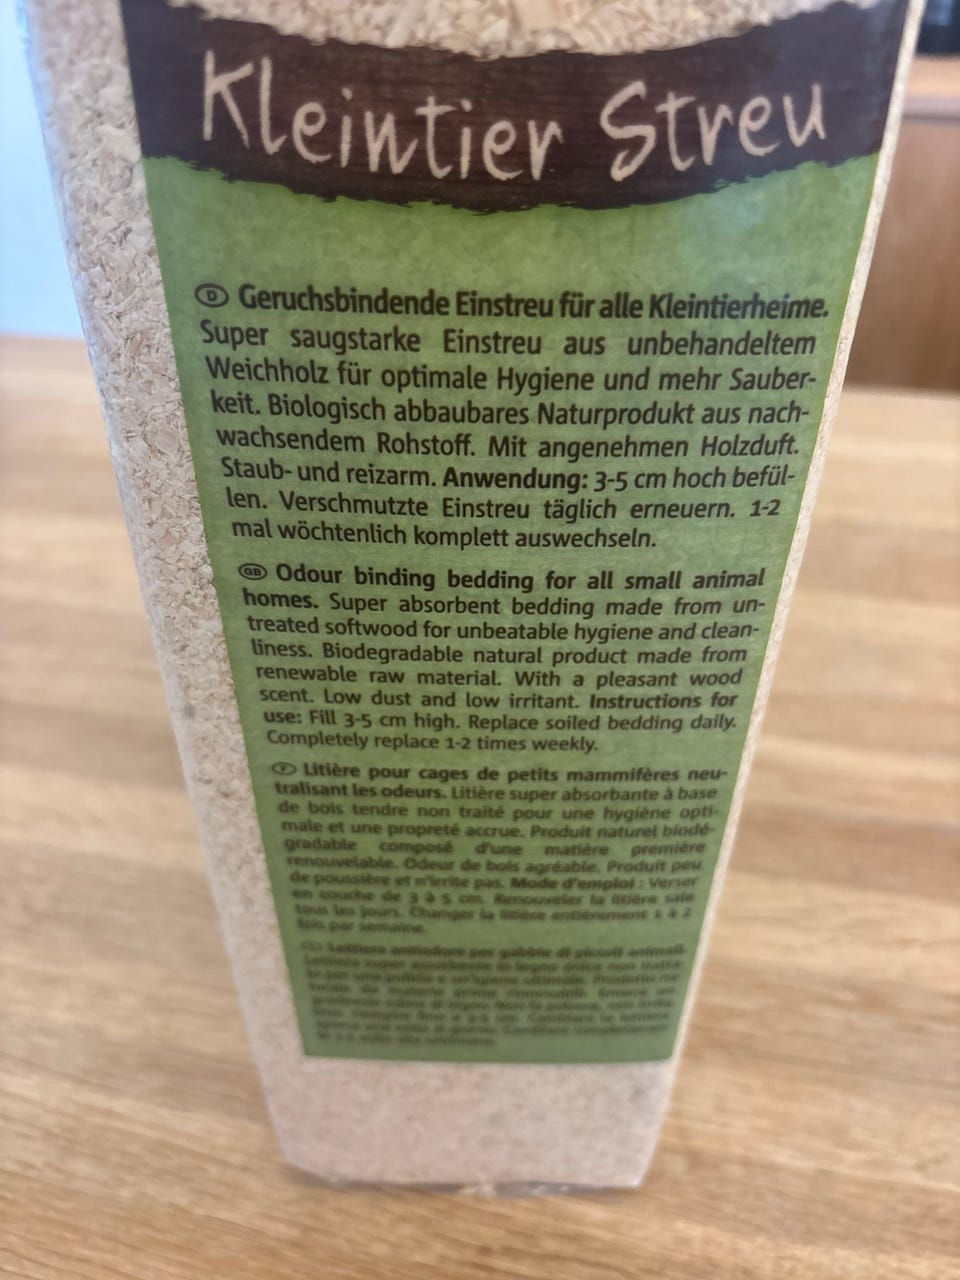 Kleintier Streu
D Geruchsbindende Einstreu für alle Kleintierheime.
Super saugstarke Einstreu aus unbehandeltem
Weichholz für optimale Hygiene und mehr Sauber-
keit. Biologisch abbaubares Naturprodukt aus nach-
wachsendem Rohstoff. Mit angenehmen Holzduft.
Staub- und reizarm. Anwendung: 3-5 cm hoch befül-
len. Verschmutzte Einstreu täglich erneuern. 1-2
mal wöchtenlich komplett auswechseln.
GB Odour binding bedding for all small animal
homes. Super absorbent bedding made from un-
treated softwood for unbeatable hygiene and clean-
liness. Biodegradable natural product made from
renewable raw material. With a pleasant wood
scent. Low dust and low irritant. Instructions for
use: Fill 3-5 cm high. Replace soiled bedding daily.
Completely replace 1-2 times weekly.
F Litière pour cages de petits mammifères neu-
tralisant les odeurs. Litière super absorbante à base
de bois tendre non traité pour une hygiène opti-
male et une propreté accrue. Produit naturel biodé-
gradable composé d'une matière première
renouvelable. Odeur de bois agréable. Produit peu
de poussière et n'irrite pas. Mode d'emploi : Verser
en couche de 3 à 5 cm. Renouveler la litière sale
tous les jours. Changer la litière entièrement 1 à 2
fois par semaine.
Lettiera antiodore per gabbie di piccoli animali.